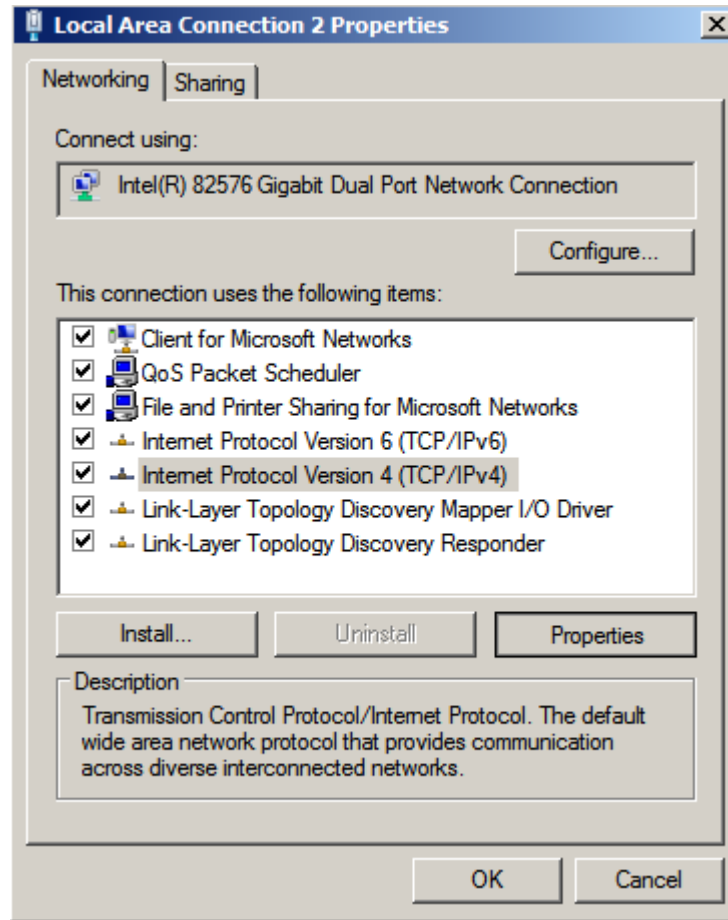 Local Area Connection 2 Properties
Networking
Sharing
Connect using:
Intel(R) 82576 Gigabit Dual Port Network Connection
Configure...
This connection uses the following items:
Client for Microsoft Networks
QoS Packet Scheduler
File and Printer Sharing for Microsoft Networks
Internet Protocol Version 6 (TCP/IPv6)
Internet Protocol Version 4 (TCP/IPv4)
Link-Layer Topology Discovery Mapper I/O Driver
Link-Layer Topology Discovery Responder
Install...
Uninstall
Properties
Description
Transmission Control Protocol/Internet Protocol. The default
wide area network protocol that provides communication
across diverse interconnected networks.
OK
Cancel